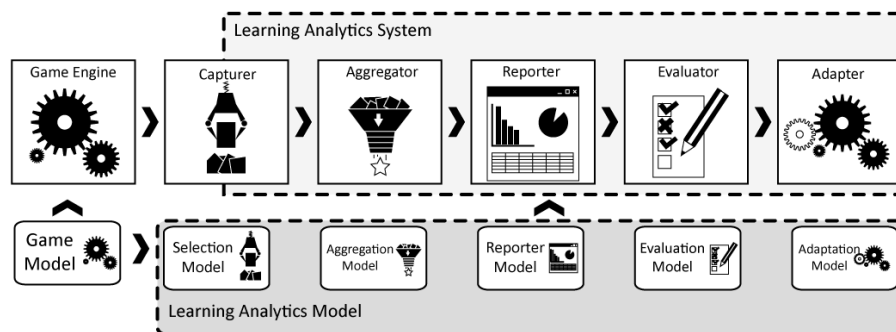 Learning Analytics System
Game Engine
Capturer
Aggregator
Reporter
Evaluator
Adapter
Game
Model
Selection
Model
Aggregation
Model
Reporter
Model
Evaluation
Model
Adaptation
Model
Learning Analytics Model